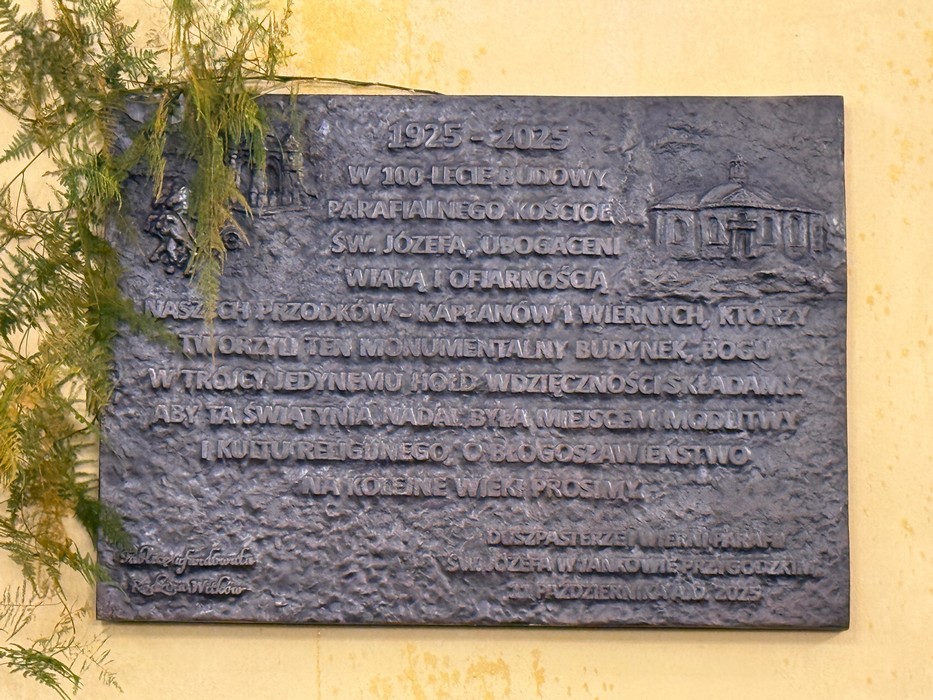 1925 - 2025
W 100-LECIE BUDOWY
PARAFIALNEGO KOŚCIOŁA
ŚW. JÓZEFA, UBOGACENI
WIARĄ I OFIARNOŚCIĄ
NASZYCH PRZODKÓW - KAPŁANÓW I WIERNYCH, KTÓRZY
TWORZYLI TEN MONUMENTALNY BUDYNEK, BOGU
W TRÓJCY JEDYNEMU HOŁD WDZIĘCZNOŚCI SKŁADAMY.
ABY TA ŚWIĄTYNIA NADAL BYŁA MIEJSCEM MODLITWY
I KULTU RELIGIJNEGO, O BŁOGOSŁAWIEŃSTWO
NA KOLEJNE WIEKI PROSIMY.
DUSZPASTERZE I WIERNI PARAFII
ŚW. JÓZEFA W JANKOWIE PRZYGODZKIM
PAŹDZIERNIKA A.D. 2025
ufundowała